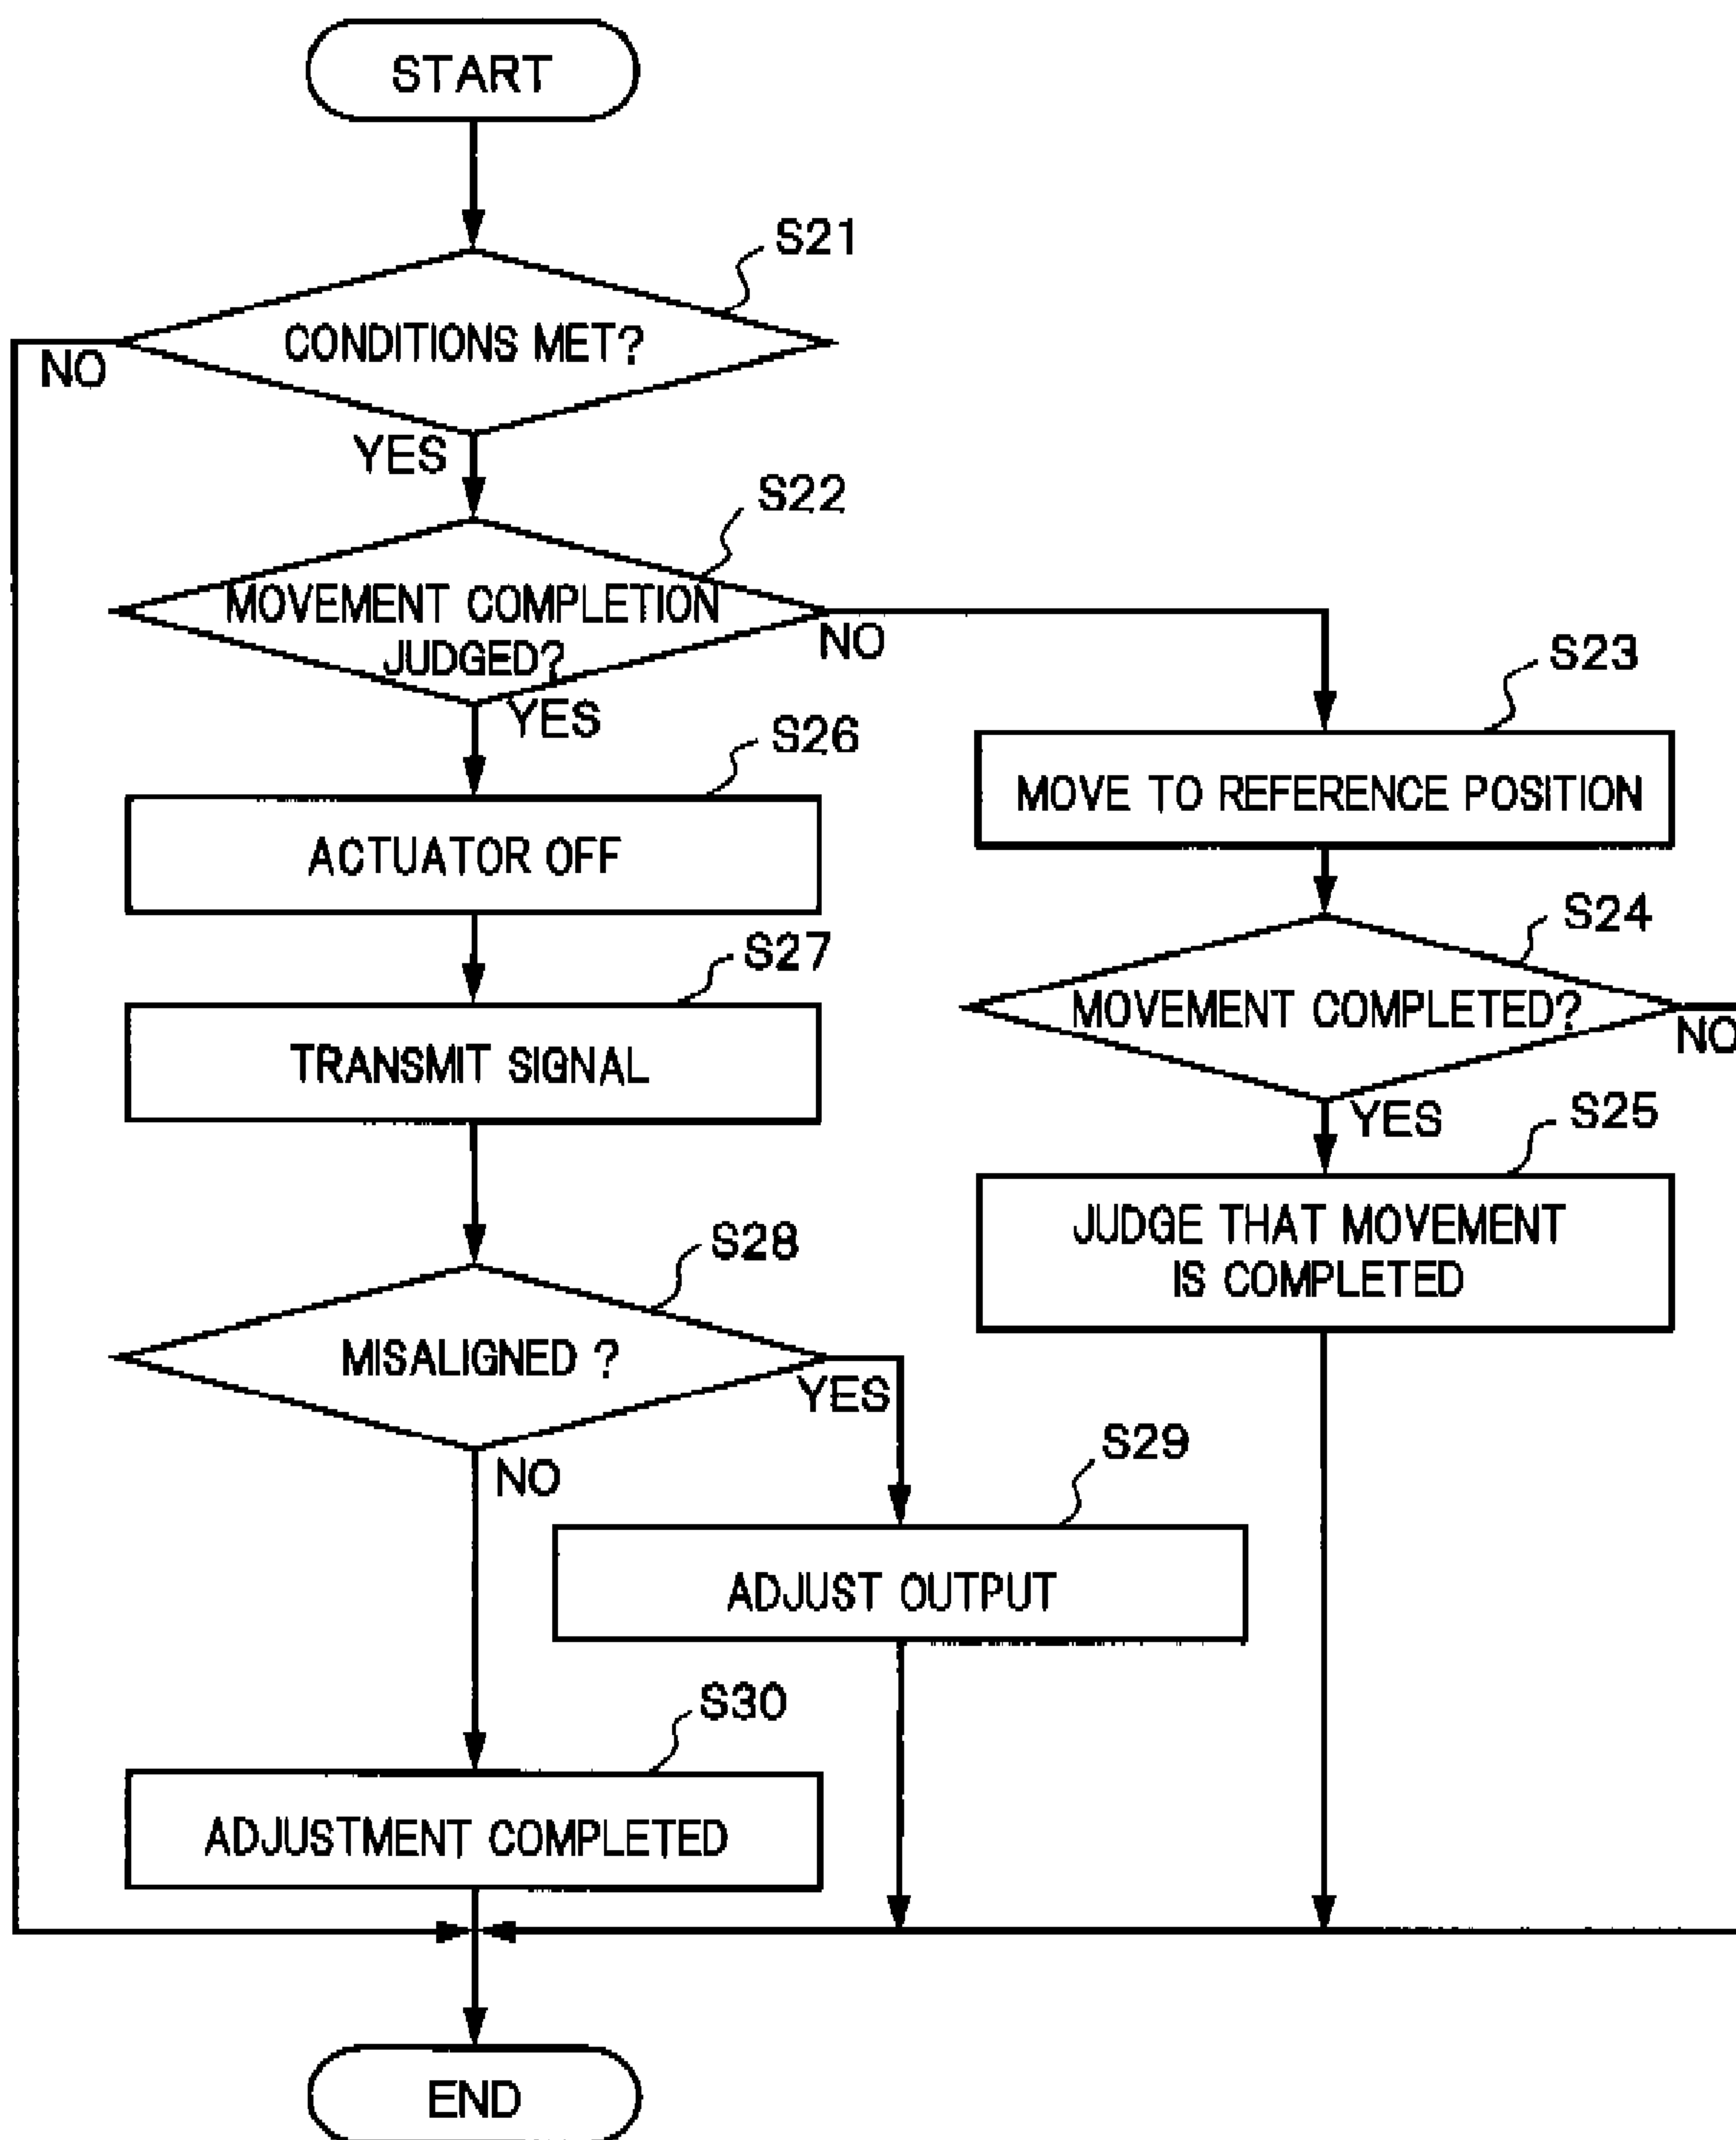 START
S21
CONDITIONS MET?
NO
YES
S22
MOVEMENT COMPLETION
JUDGED?
NO
YES
S23
MOVE TO REFERENCE POSITION
S26
ACTUATOR OFF
S24
MOVEMENT COMPLETED?
NO
YES
S27
TRANSMIT SIGNAL
S25
JUDGE THAT MOVEMENT
IS COMPLETED
S28
MISALIGNED ?
YES
NO
S29
ADJUST OUTPUT
S30
ADJUSTMENT COMPLETED
END